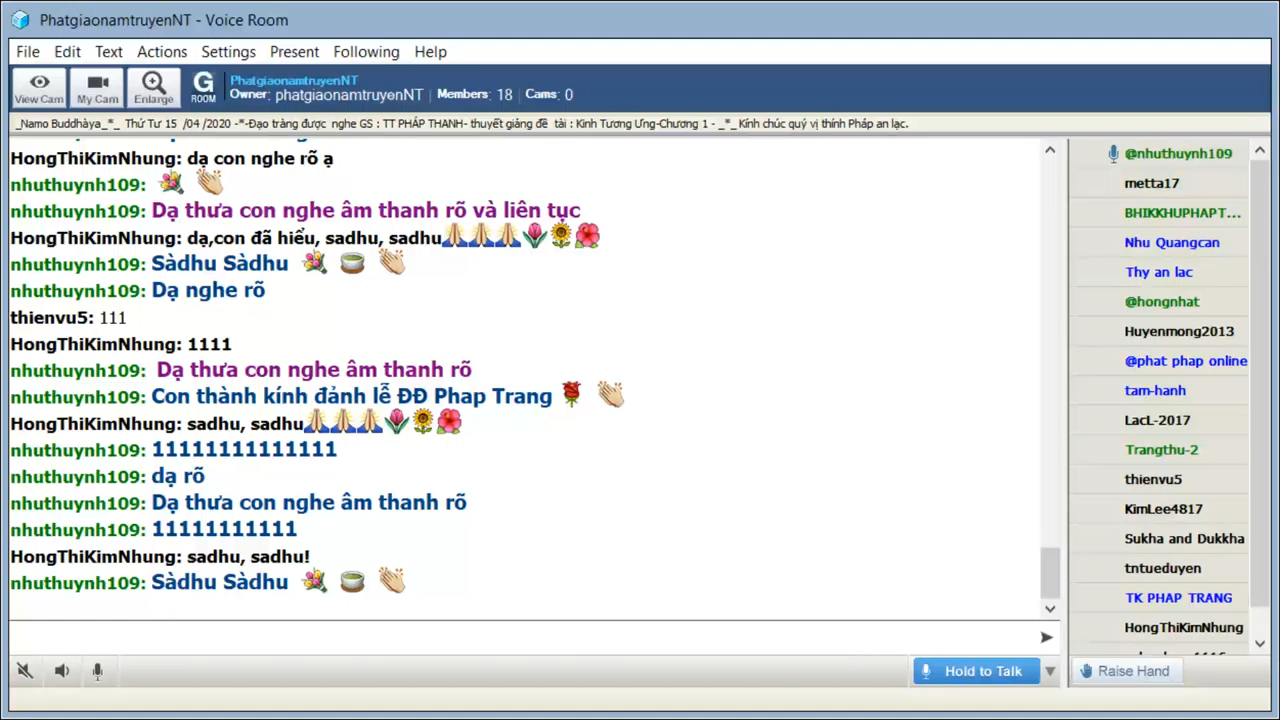 PhatgiaonamtruyenNT - Voice Room
File Edit Text Actions Settings Present Following Help
View Cam My Cam Enlarge G ROOM PhatgiaonamtruyenNT
Owner: phatgiaonamtruyenNT | Members: 18 | Cams: 0
_Namo Buddhàya_*_ Thứ Tư 15 /04 /2020 -*-Đạo tràng được nghe GS : TT PHÁP THANH- thuyết giảng đề tài : Kinh Tương Ưng-Chương 1 - _*_ Kính chúc quý vị thính Pháp an lạc.
HongThiKimNhung: dạ con nghe rõ ạ
nhuthuynh109:
nhuthuynh109: Dạ thưa con nghe âm thanh rõ và liên tục
HongThiKimNhung: dạ,con đã hiểu, sadhu, sadhu
nhuthuynh109: Sàdhu Sàdhu
nhuthuynh109: Dạ nghe rõ
thienvu5: 111
HongThiKimNhung: 1111
nhuthuynh109: Dạ thưa con nghe âm thanh rõ
nhuthuynh109: Con thành kính đảnh lễ ĐĐ Phap Trang
HongThiKimNhung: sadhu, sadhu
nhuthuynh109: 11111111111111
nhuthuynh109: dạ rõ
nhuthuynh109: Dạ thưa con nghe âm thanh rõ
nhuthuynh109: 11111111111
HongThiKimNhung: sadhu, sadhu!
nhuthuynh109: Sàdhu Sàdhu
@nhuthuynh109
metta17
BHIKKHUPHAPT...
Nhu Quangcan
Thy an lac
@hongnhat
Huyenmong2013
@phat phap online
tam-hanh
LacL-2017
Trangthu-2
thienvu5
KimLee4817
Sukha and Dukkha
tntueduyen
TK PHAP TRANG
HongThiKimNhung
Hold to Talk
Raise Hand